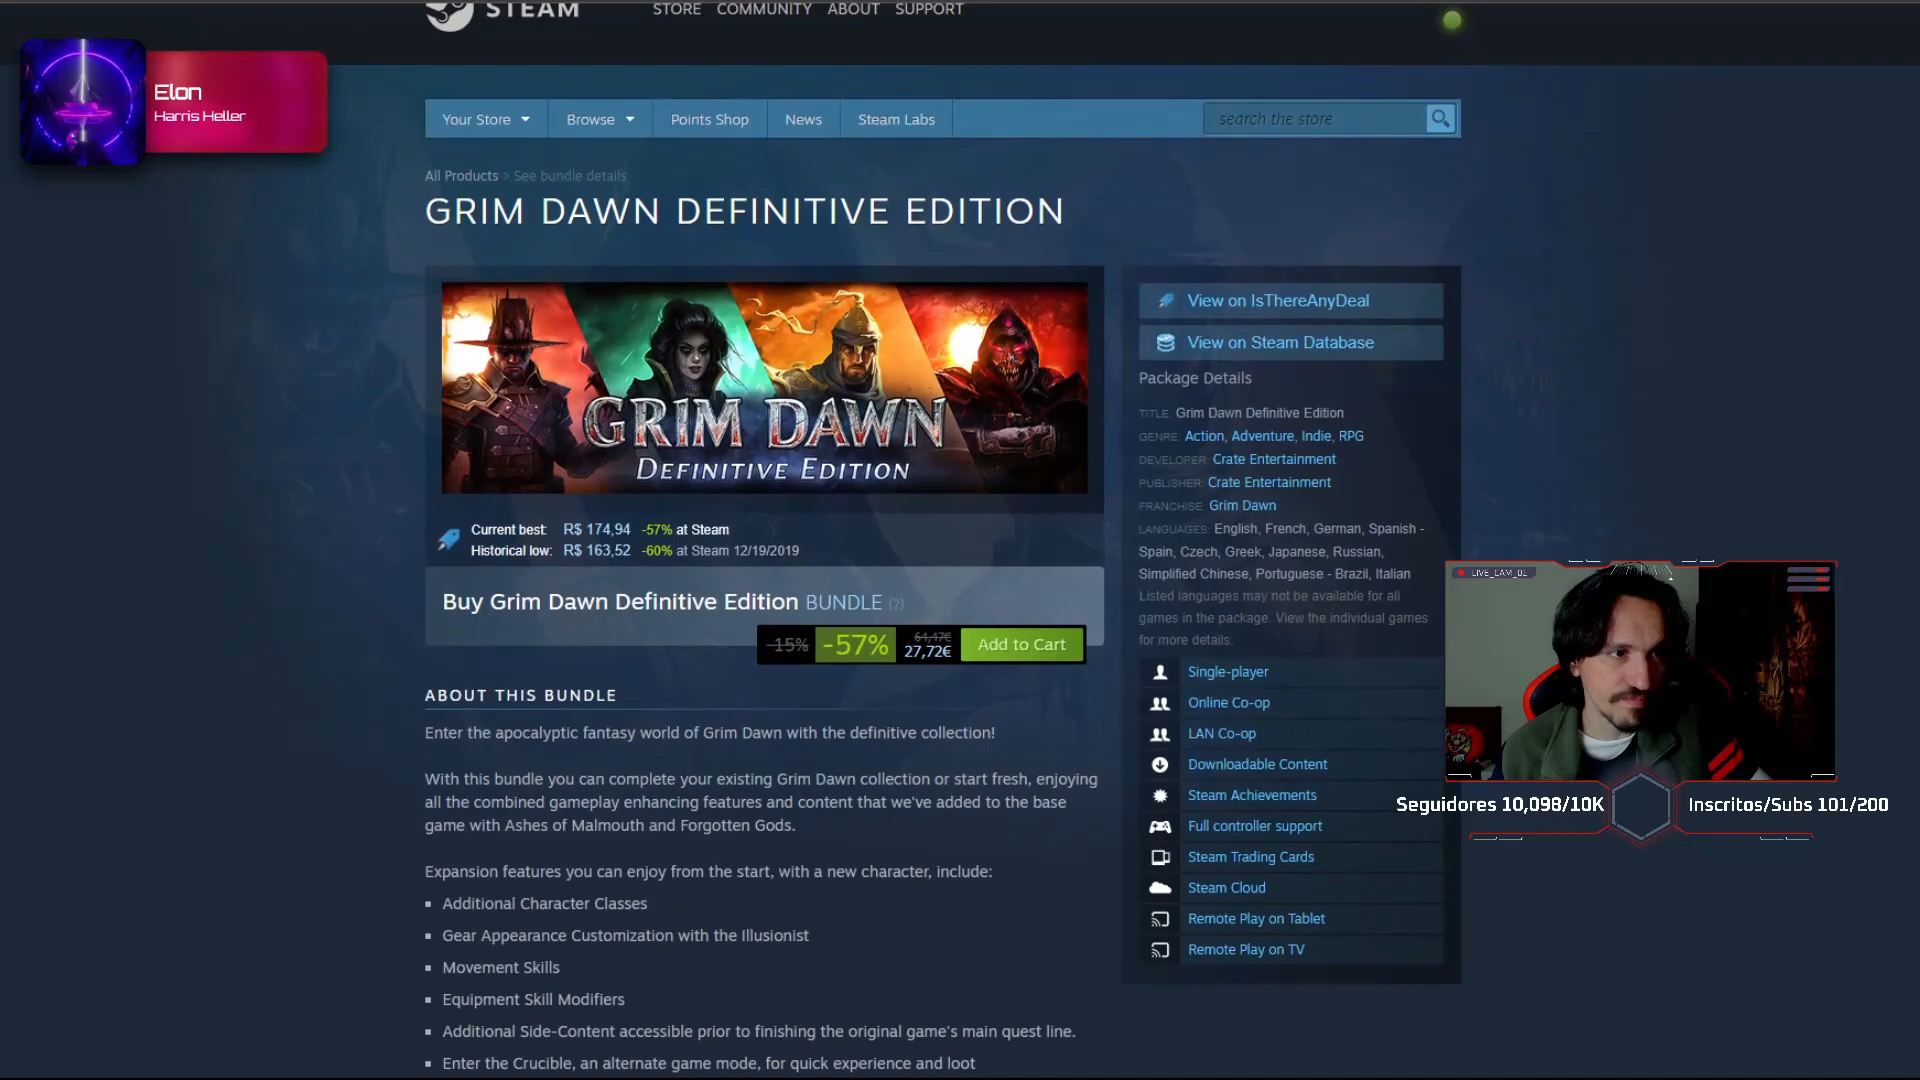 STEAM
STORE COMMUNITY ABOUT SUPPORT
Elon
Harris Heller
Your Store Browse Points Shop News Steam Labs search the store
All Products > See bundle details
GRIM DAWN DEFINITIVE EDITION
GRIM DAWN
DEFINITIVE EDITION
Current best: R$ 174,94 -57% at Steam
Historical low: R$ 163,52 -60% at Steam 12/19/2019
Buy Grim Dawn Definitive Edition BUNDLE (?)
-15% -57% 64,47€ 27,72€ Add to Cart
ABOUT THIS BUNDLE
Enter the apocalyptic fantasy world of Grim Dawn with the definitive collection!
With this bundle you can complete your existing Grim Dawn collection or start fresh, enjoying
all the combined gameplay enhancing features and content that we've added to the base
game with Ashes of Malmouth and Forgotten Gods.
Expansion features you can enjoy from the start, with a new character, include:
Additional Character Classes
Gear Appearance Customization with the Illusionist
Movement Skills
Equipment Skill Modifiers
Additional Side-Content accessible prior to finishing the original game's main quest line.
Enter the Crucible, an alternate game mode, for quick experience and loot
View on IsThereAnyDeal
View on Steam Database
Package Details
TITLE: Grim Dawn Definitive Edition
GENRE: Action, Adventure, Indie, RPG
DEVELOPER: Crate Entertainment
PUBLISHER: Crate Entertainment
FRANCHISE: Grim Dawn
LANGUAGES: English, French, German, Spanish -
Spain, Czech, Greek, Japanese, Russian,
Simplified Chinese, Portuguese - Brazil, Italian
Listed languages may not be available for all
games in the package. View the individual games
for more details.
Single-player
Online Co-op
LAN Co-op
Downloadable Content
Steam Achievements
Full controller support
Steam Trading Cards
Steam Cloud
Remote Play on Tablet
Remote Play on TV
LIVE_CAM_01
Seguidores 10,098/10K
Inscritos/Subs 101/200